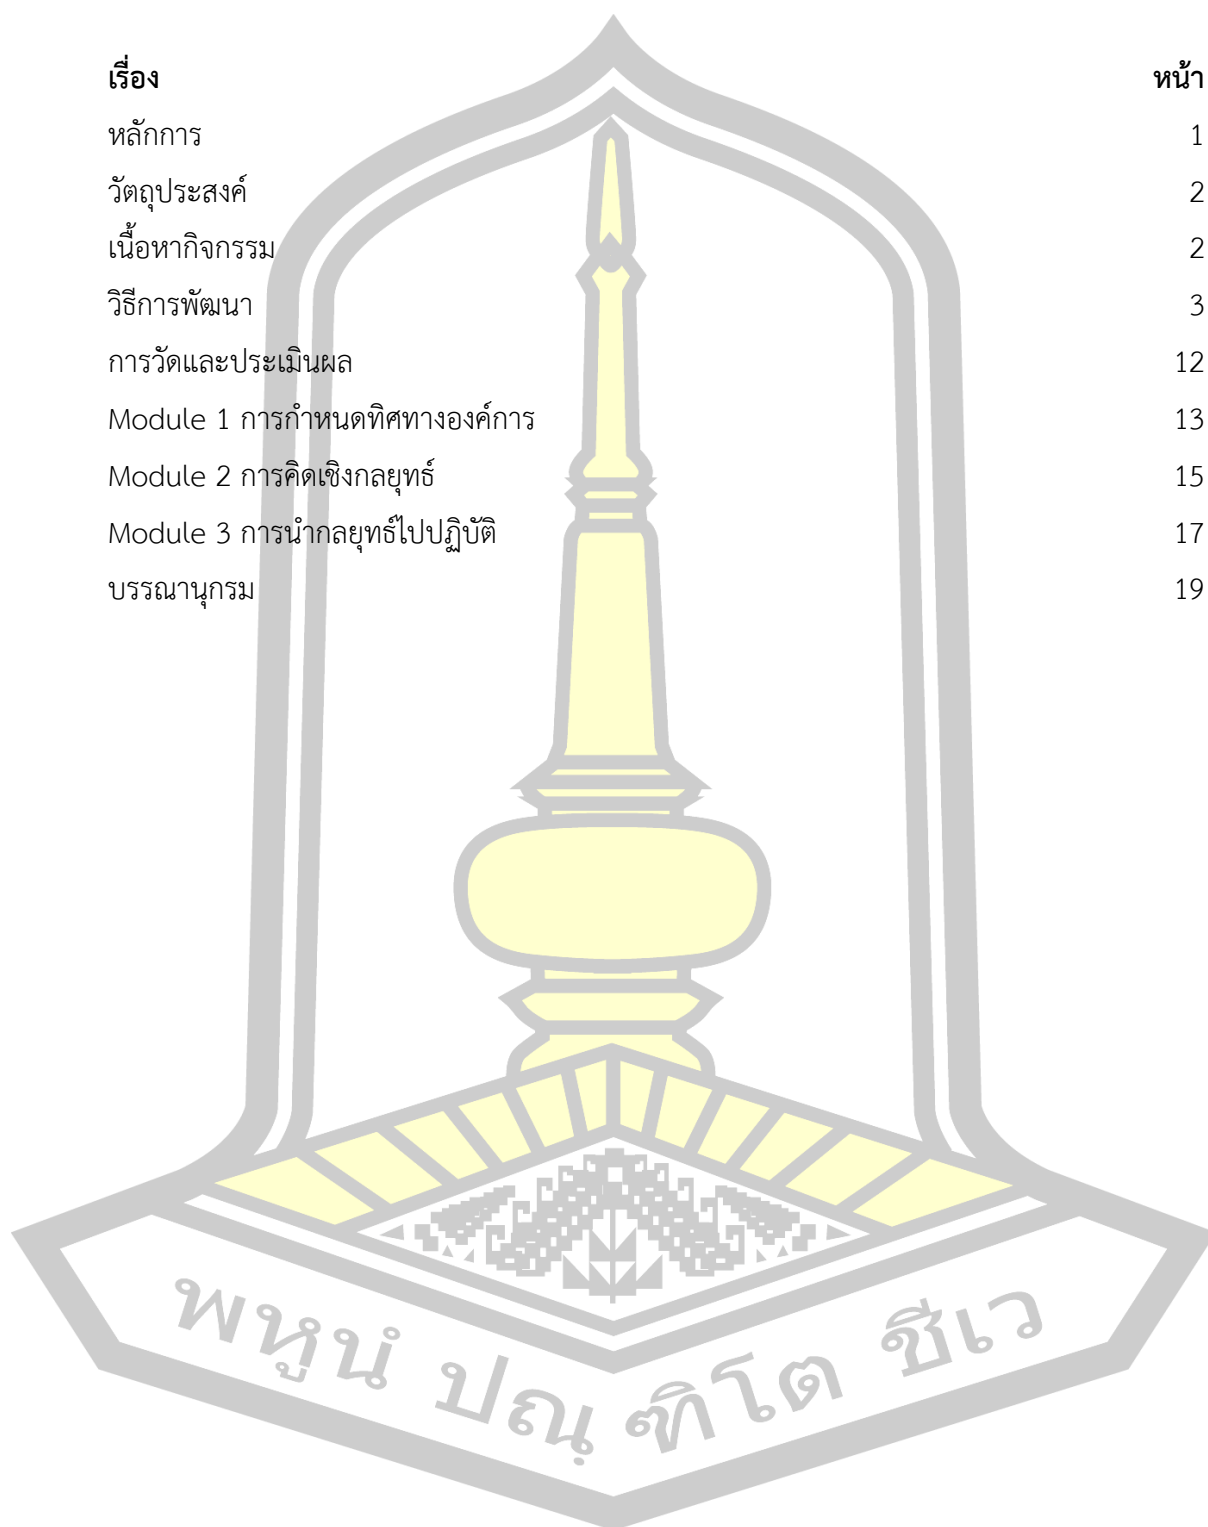 เรื่อง หน้า
หลักการ 1
วัตถุประสงค์ 2
เนื้อหากิจกรรม 2
วิธีการพัฒนา 3
การวัดและประเมินผล 12
Module 1 การกำหนดทิศทางองค์การ 13
Module 2 การคิดเชิงกลยุทธ์ 15
Module 3 การนำกลยุทธ์ไปปฏิบัติ 17
บรรณานุกรม 19
พหูนํ ปณฺฑิโต ชีเว